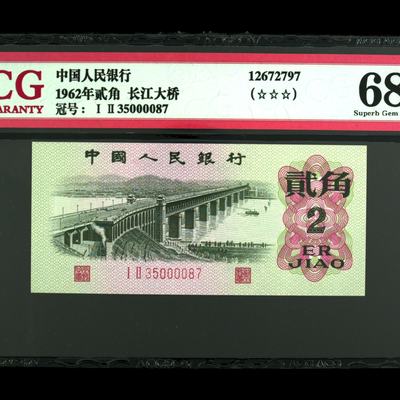 CG
ARANTY
中国人民银行
1962年贰角 长江大桥
冠号： I II 35000087
12672797
(☆☆☆)
68
Superb Gem
中國人民銀行
貳角
2
ER
JIAO
I II 35000087